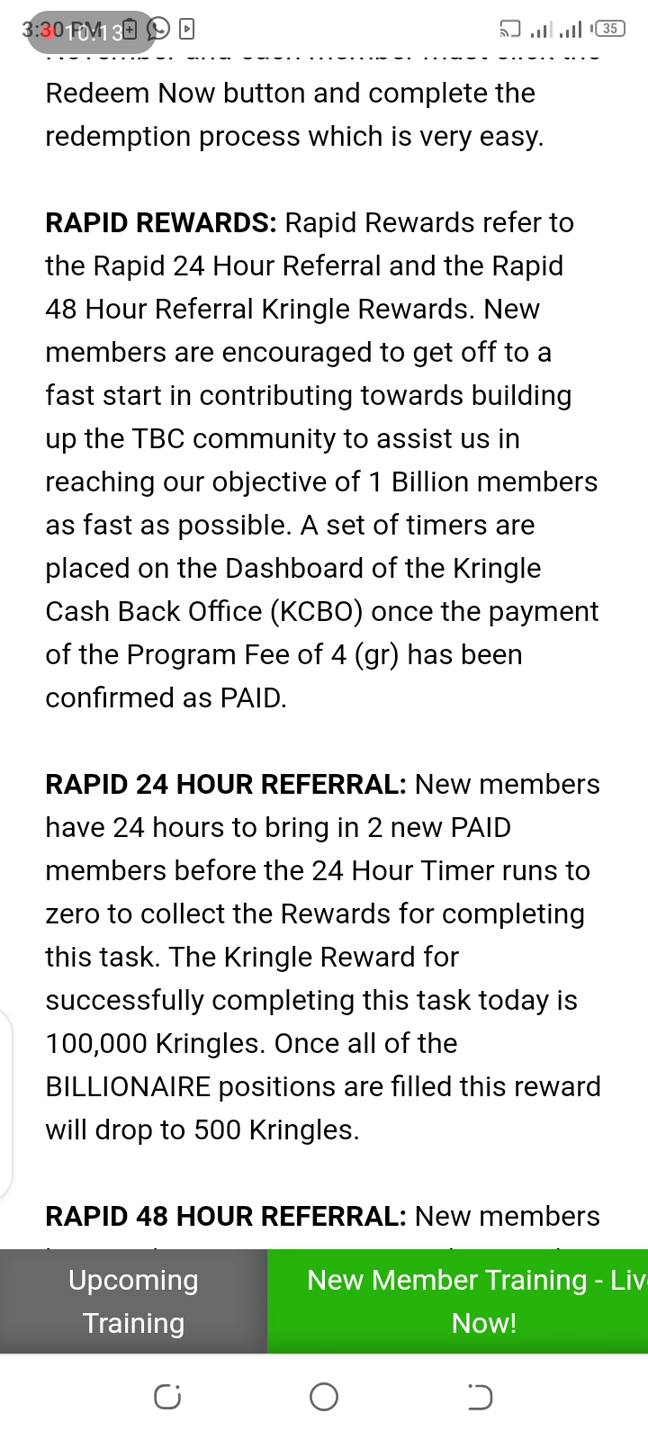 3:30 PM
10:13
35
Redeem Now button and complete the
redemption process which is very easy.
RAPID REWARDS: Rapid Rewards refer to
the Rapid 24 Hour Referral and the Rapid
48 Hour Referral Kringle Rewards. New
members are encouraged to get off to a
fast start in contributing towards building
up the TBC community to assist us in
reaching our objective of 1 Billion members
as fast as possible. A set of timers are
placed on the Dashboard of the Kringle
Cash Back Office (KCBO) once the payment
of the Program Fee of 4 (gr) has been
confirmed as PAID.
RAPID 24 HOUR REFERRAL: New members
have 24 hours to bring in 2 new PAID
members before the 24 Hour Timer runs to
zero to collect the Rewards for completing
this task. The Kringle Reward for
successfully completing this task today is
100,000 Kringles. Once all of the
BILLIONAIRE positions are filled this reward
will drop to 500 Kringles.
RAPID 48 HOUR REFERRAL: New members
Upcoming
Training
New Member Training - Liv
Now!